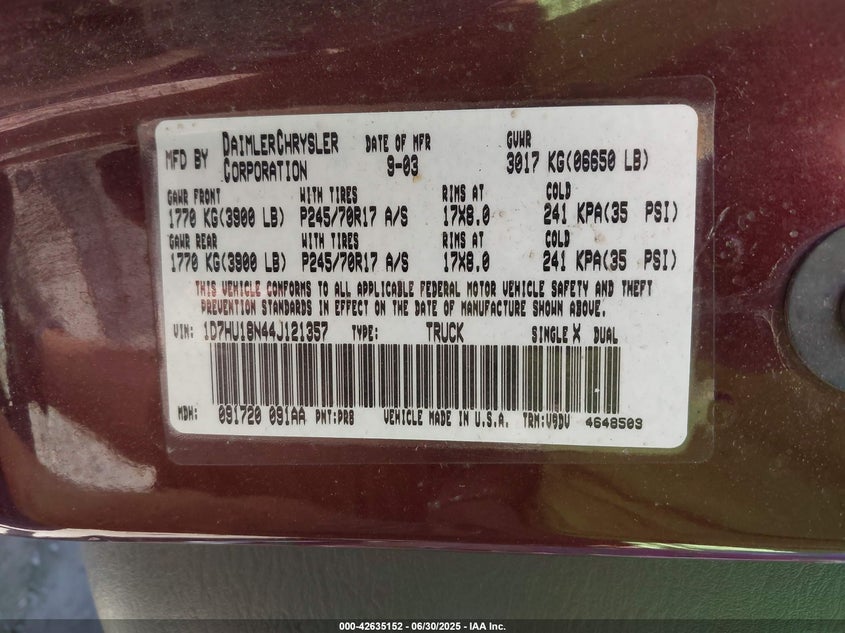 MFD BY DAIMLERCHRYSLER CORPORATION DATE OF MFR 9-03 GVWR 3017 KG(06650 LB)
GAWR FRONT WITH TIRES RIMS AT COLD
1770 KG(3900 LB) P245/70R17 A/S 17X8.0 241 KPA(35 PSI)
GAWR REAR WITH TIRES RIMS AT COLD
1770 KG(3900 LB) P245/70R17 A/S 17X8.0 241 KPA(35 PSI)
THIS VEHICLE CONFORMS TO ALL APPLICABLE FEDERAL MOTOR VEHICLE SAFETY AND THEFT
PREVENTION STANDARDS IN EFFECT ON THE DATE OF MANUFACTURE SHOWN ABOVE.
VIN: 1D7HU18N44J121357 TYPE: TRUCK SINGLE X DUAL
MDH: 091720 091AA PNT:PRB VEHICLE MADE IN U.S.A. TRM:V9DV 4648503
000-42635152 - 06/30/2025 - IAA Inc.